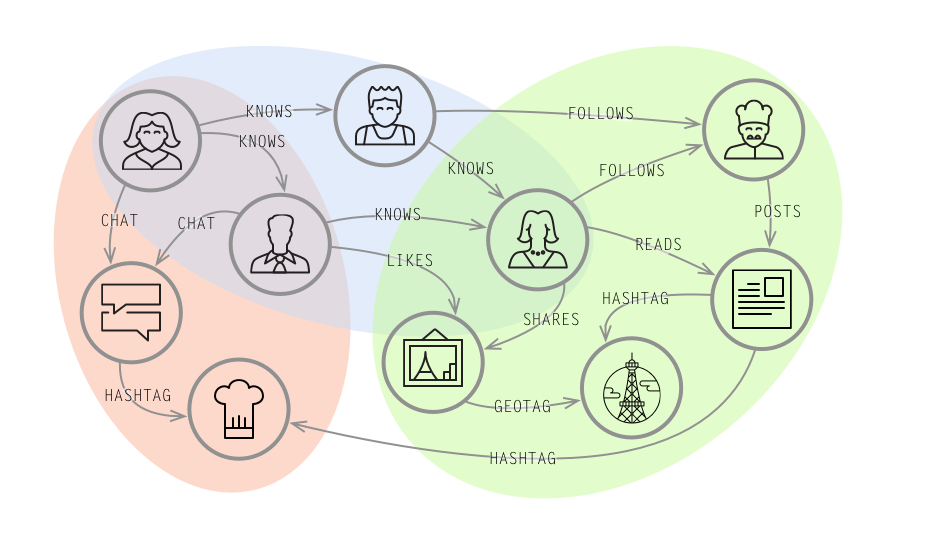 KNOWS
FOLLOWS
KNOWS
KNOWS
FOLLOWS
CHAT
CHAT
KNOWS
POSTS
LIKES
READS
HASHTAG
SHARES
HASHTAG
GEOTAG
HASHTAG